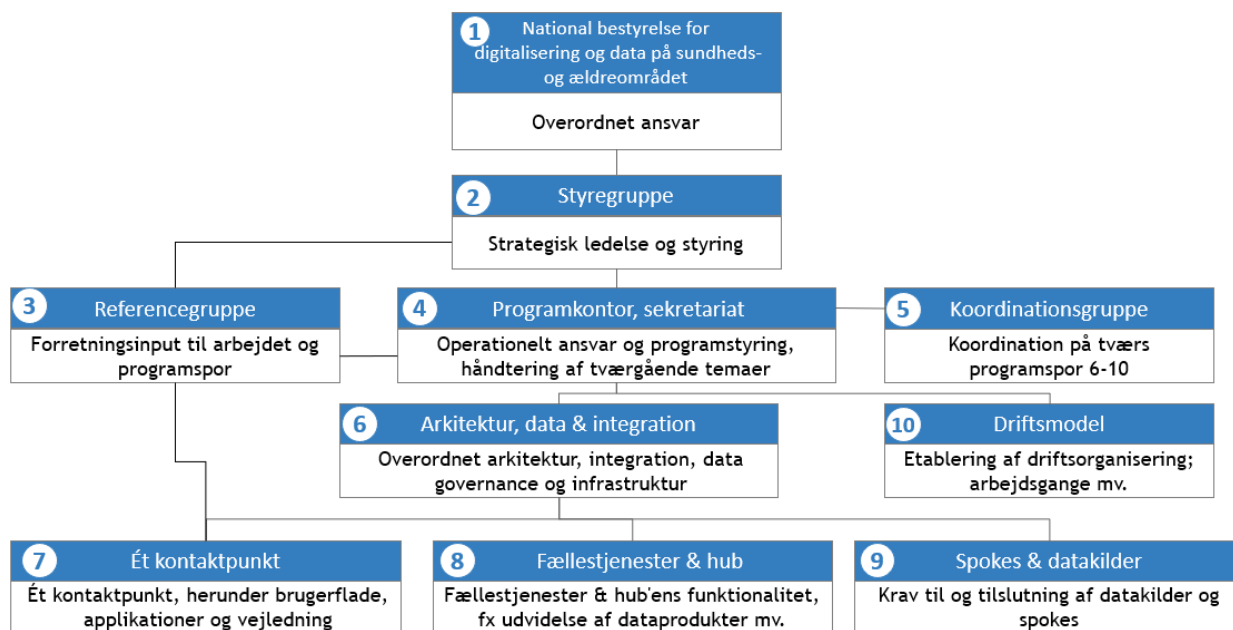 1
National bestyrelse for
digitalisering og data på sundheds-
og ældreområdet
Overordnet ansvar
2
Styregruppe
Strategisk ledelse og styring
3
Referencegruppe
Forretningsinput til arbejdet og
programspor
4
Programkontor, sekretariat
Operationelt ansvar og programstyring,
håndtering af tværgående temaer
5
Koordinationsgruppe
Koordination på tværs
programspor 6-10
6
Arkitektur, data & integration
Overordnet arkitektur, integration, data
governance og infrastruktur
10
Driftsmodel
Etablering af driftsorganisering;
arbejdsgange mv.
7
Ét kontaktpunkt
Ét kontaktpunkt, herunder brugerflade,
applikationer og vejledning
8
Fællestjenester & hub
Fællestjenester & hub'ens funktionalitet,
fx udvidelse af dataprodukter mv.
9
Spokes & datakilder
Krav til og tilslutning af datakilder og
spokes